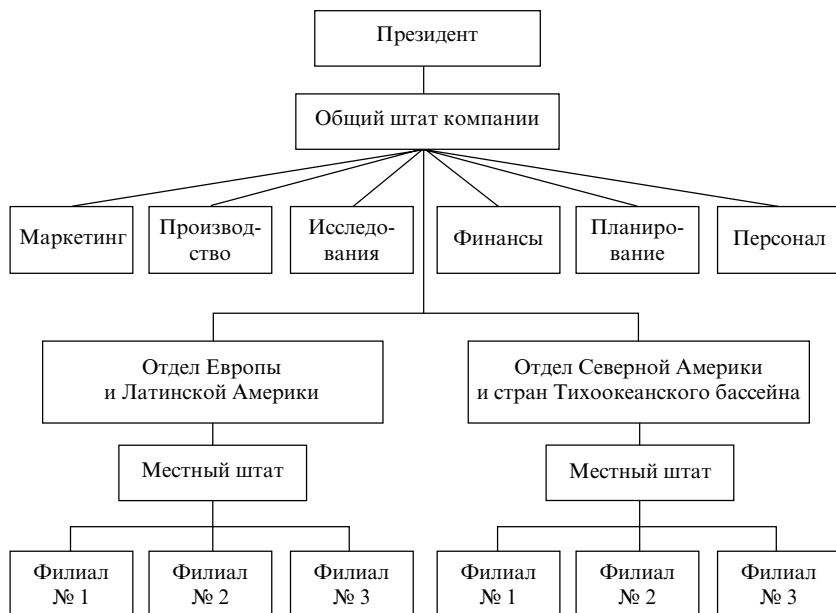 Президент
Общий штат компании
Маркетинг
Производ-
ство
Исследо-
вания
Финансы
Планиро-
вание
Персонал
Отдел Европы
и Латинской Америки
Отдел Северной Америки
и стран Тихоокеанского бассейна
Местный штат
Местный штат
Филиал
№ 1
Филиал
№ 2
Филиал
№ 3
Филиал
№ 1
Филиал
№ 2
Филиал
№ 3